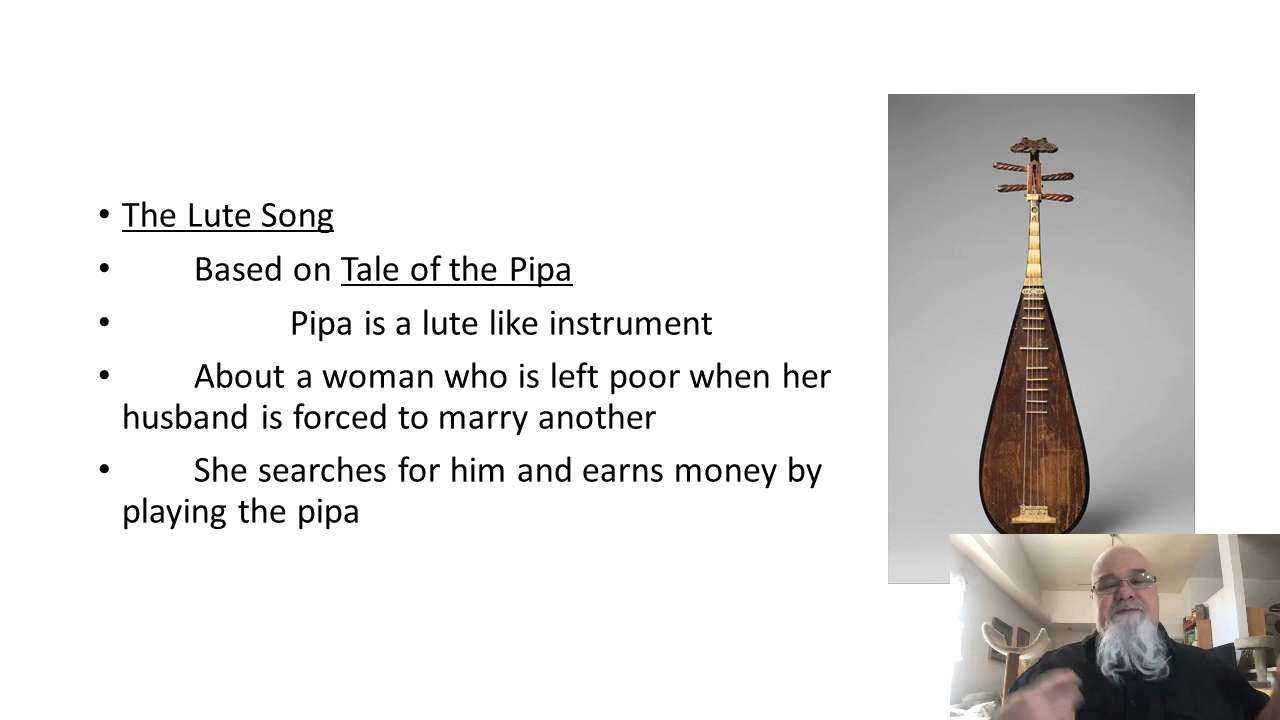 • The Lute Song
• Based on Tale of the Pipa
• Pipa is a lute like instrument
• About a woman who is left poor when her
husband is forced to marry another
• She searches for him and earns money by
playing the pipa